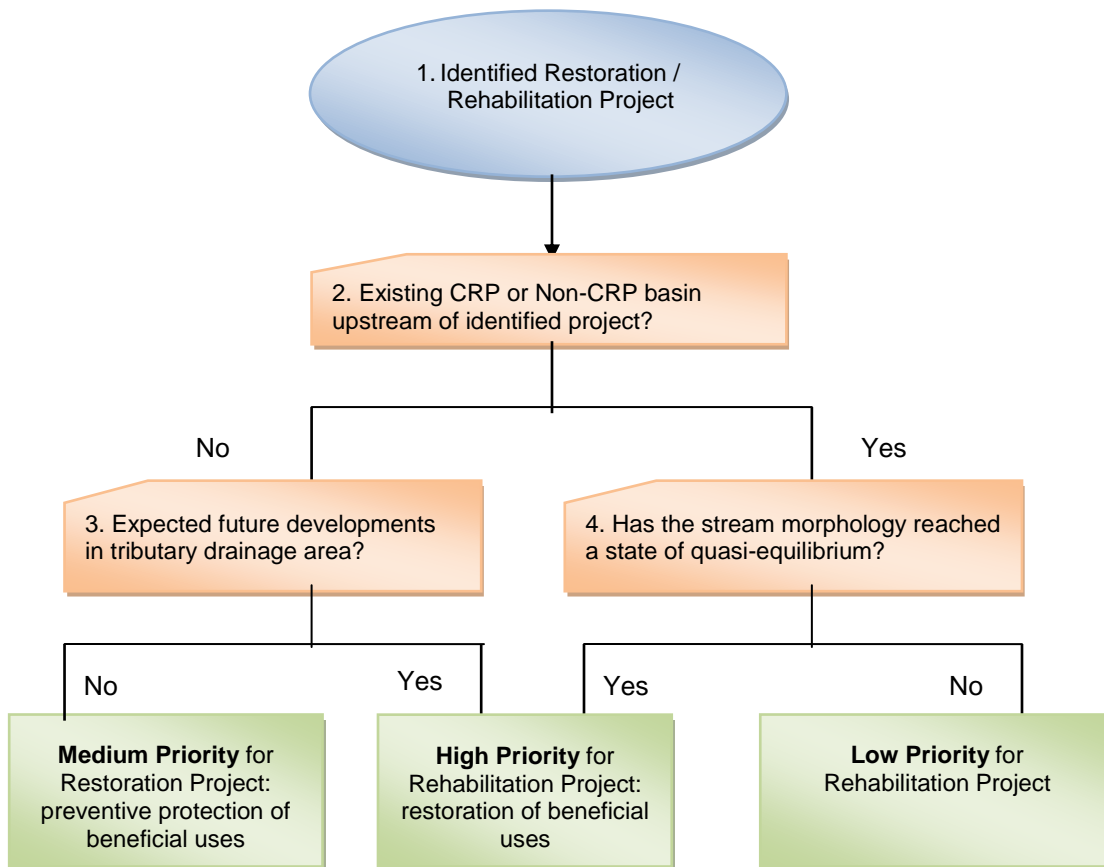 1. Identified Restoration /
Rehabilitation Project
2. Existing CRP or Non-CRP basin
upstream of identified project?
No
Yes
3. Expected future developments
in tributary drainage area?
4. Has the stream morphology reached
a state of quasi-equilibrium?
No
Yes
Yes
No
Medium Priority for
Restoration Project:
preventive protection of
beneficial uses
High Priority for
Rehabilitation Project:
restoration of beneficial
uses
Low Priority for
Rehabilitation Project